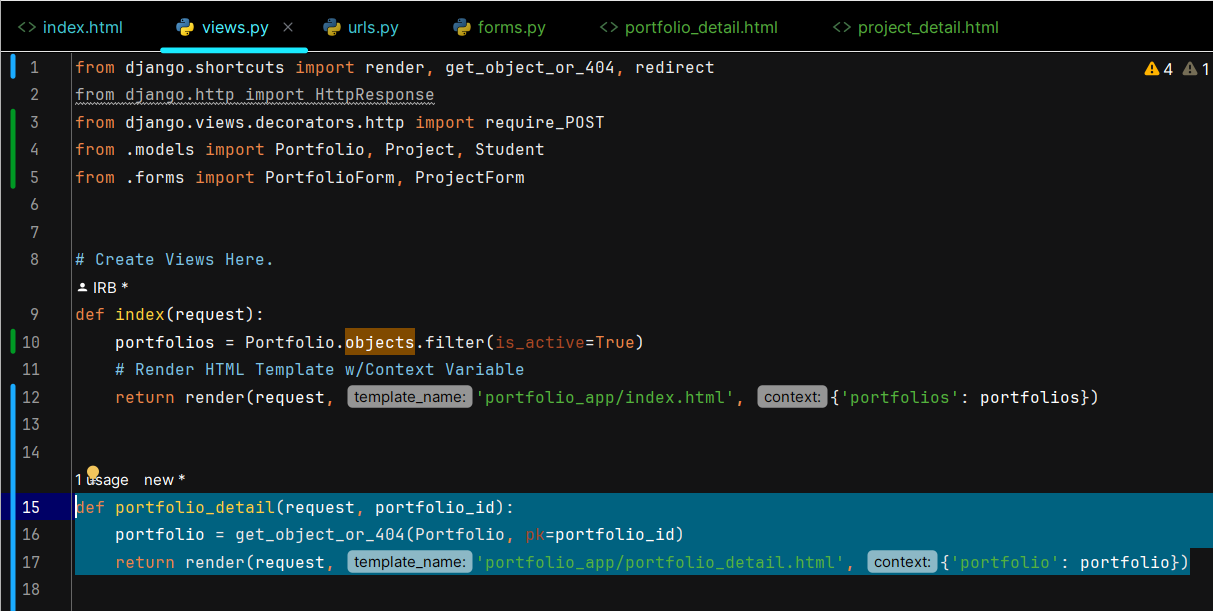 <> index.html views.py × urls.py forms.py <> portfolio_detail.html <> project_detail.html
1 from django.shortcuts import render, get_object_or_404, redirect 4 1
2 from django.http import HttpResponse
3 from django.views.decorators.http import require_POST
4 from .models import Portfolio, Project, Student
5 from .forms import PortfolioForm, ProjectForm
6
7
8 # Create Views Here.
IRB *
9 def index(request):
10 portfolios = Portfolio.objects.filter(is_active=True)
11 # Render HTML Template w/Context Variable
12 return render(request, template_name: 'portfolio_app/index.html', context: {'portfolios': portfolios})
13
14
1 usage new *
15 def portfolio_detail(request, portfolio_id):
16 portfolio = get_object_or_404(Portfolio, pk=portfolio_id)
17 return render(request, template_name: 'portfolio_app/portfolio_detail.html', context: {'portfolio': portfolio})
18